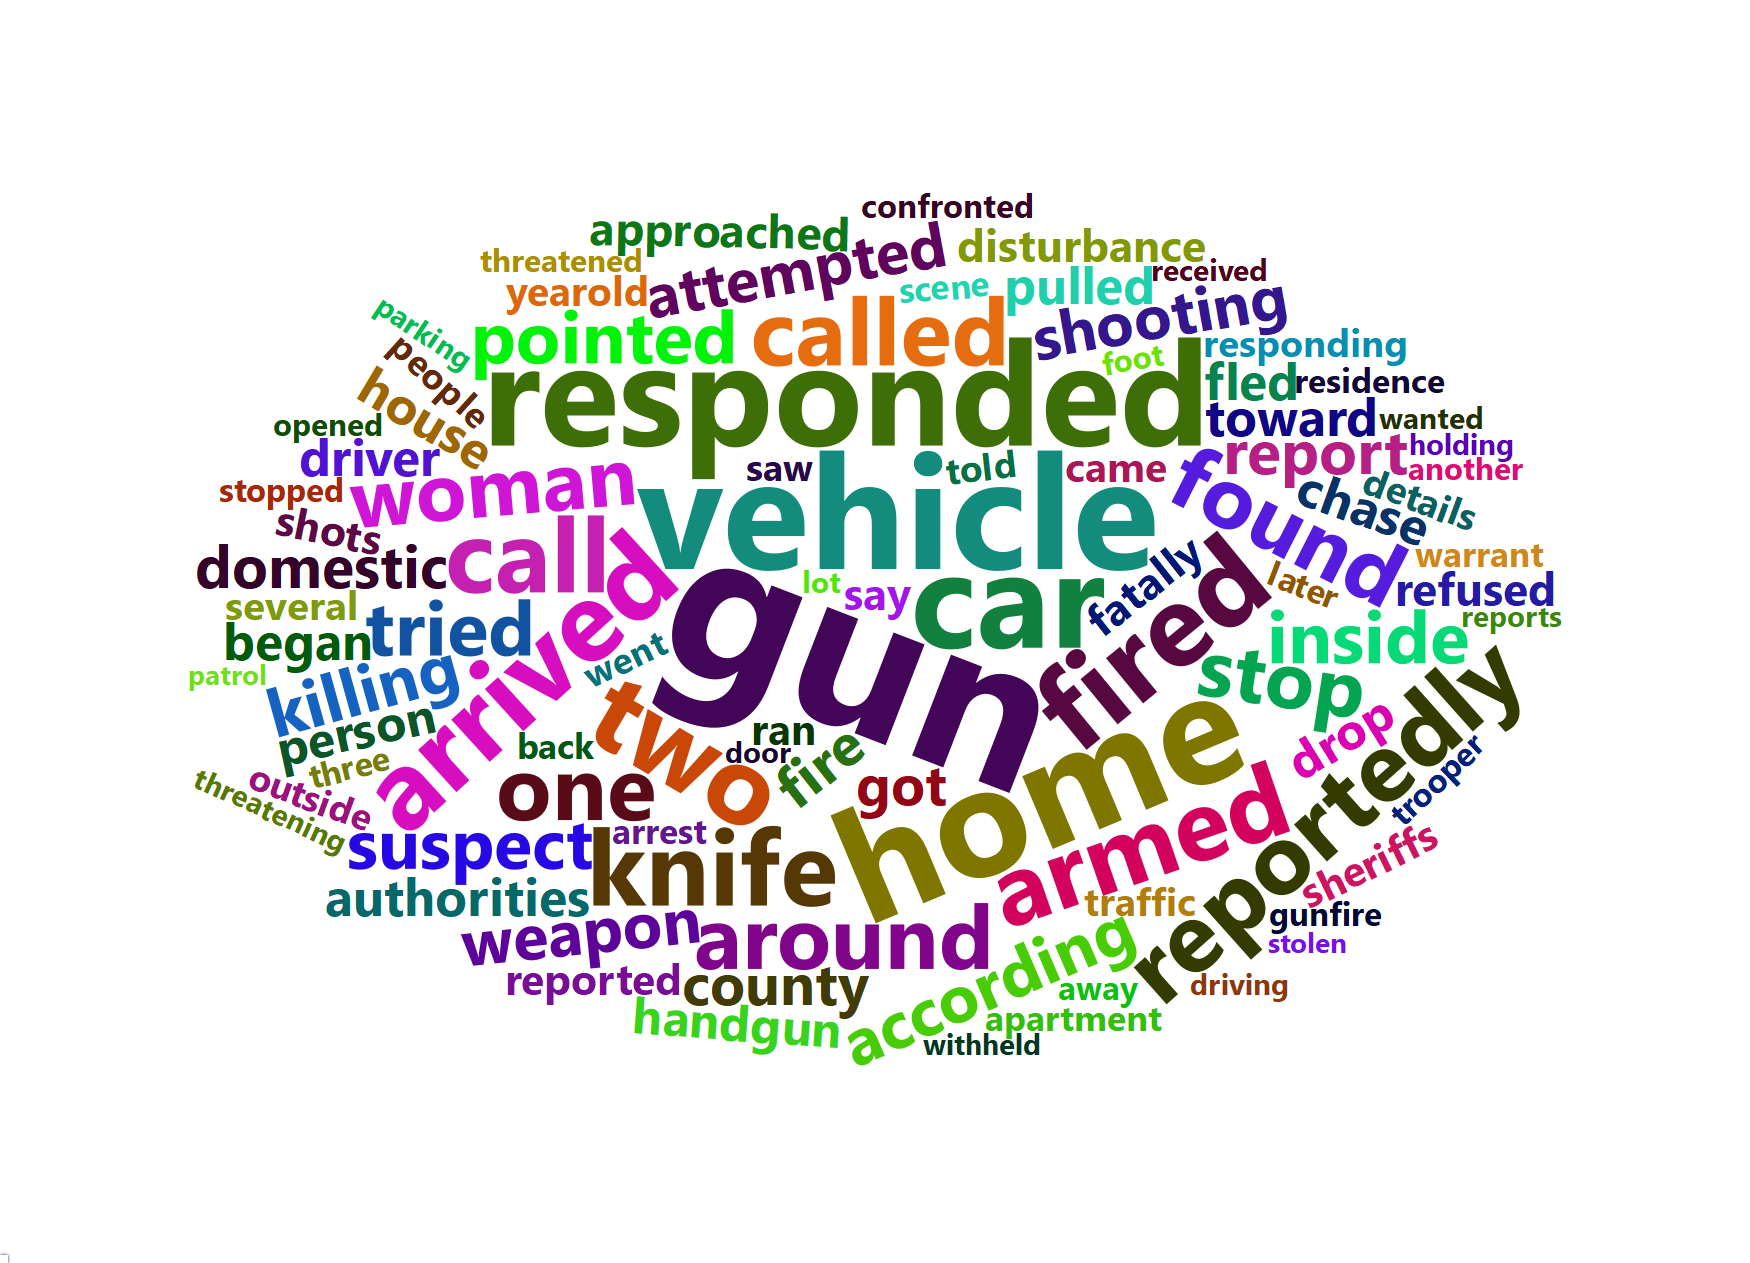 confronted
approached
attempted
disturbance
threatened
received
scene
pulled
yearold
shooting
parking
pointed
called
responding
people
foot
responded
fled
residence
house
toward
wanted
opened
report
holding
driver
woman
saw
told
came
another
found
stopped
vehicle
chase
details
shots
call
fatally
warrant
domestic
lot
say
car
later
refused
several
tried
arrived
gun
fired
reports
began
inside
patrol
went
stop
killing
person
two
ran
home
drop
reportedly
back
door
fire
trooper
three
one
got
threatening
outside
armed
suspect
arrest
knife
sheriffs
authorities
traffic
gunfire
weapon
around
stolen
reported
county
according
away
driving
handgun
apartment
withheld